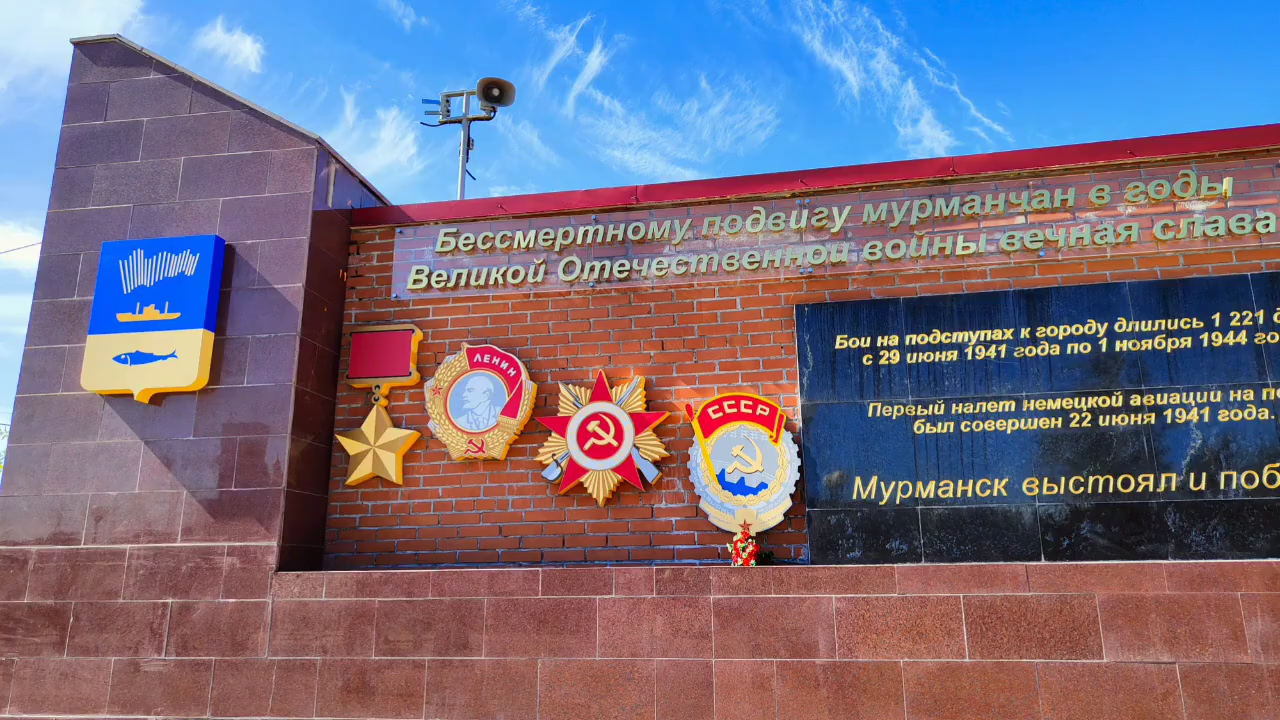 Бессмертному подвигу мурманчан в годы
Великой Отечественной войны вечная слава
ЛЕНИН
СССР
Бои на подступах к городу длились 1 221
с 29 июня 1941 года по 1 ноября 1944
Первый налет немецкой авиации на
был совершен 22 июня 1941 года.
Мурманск выстоял и